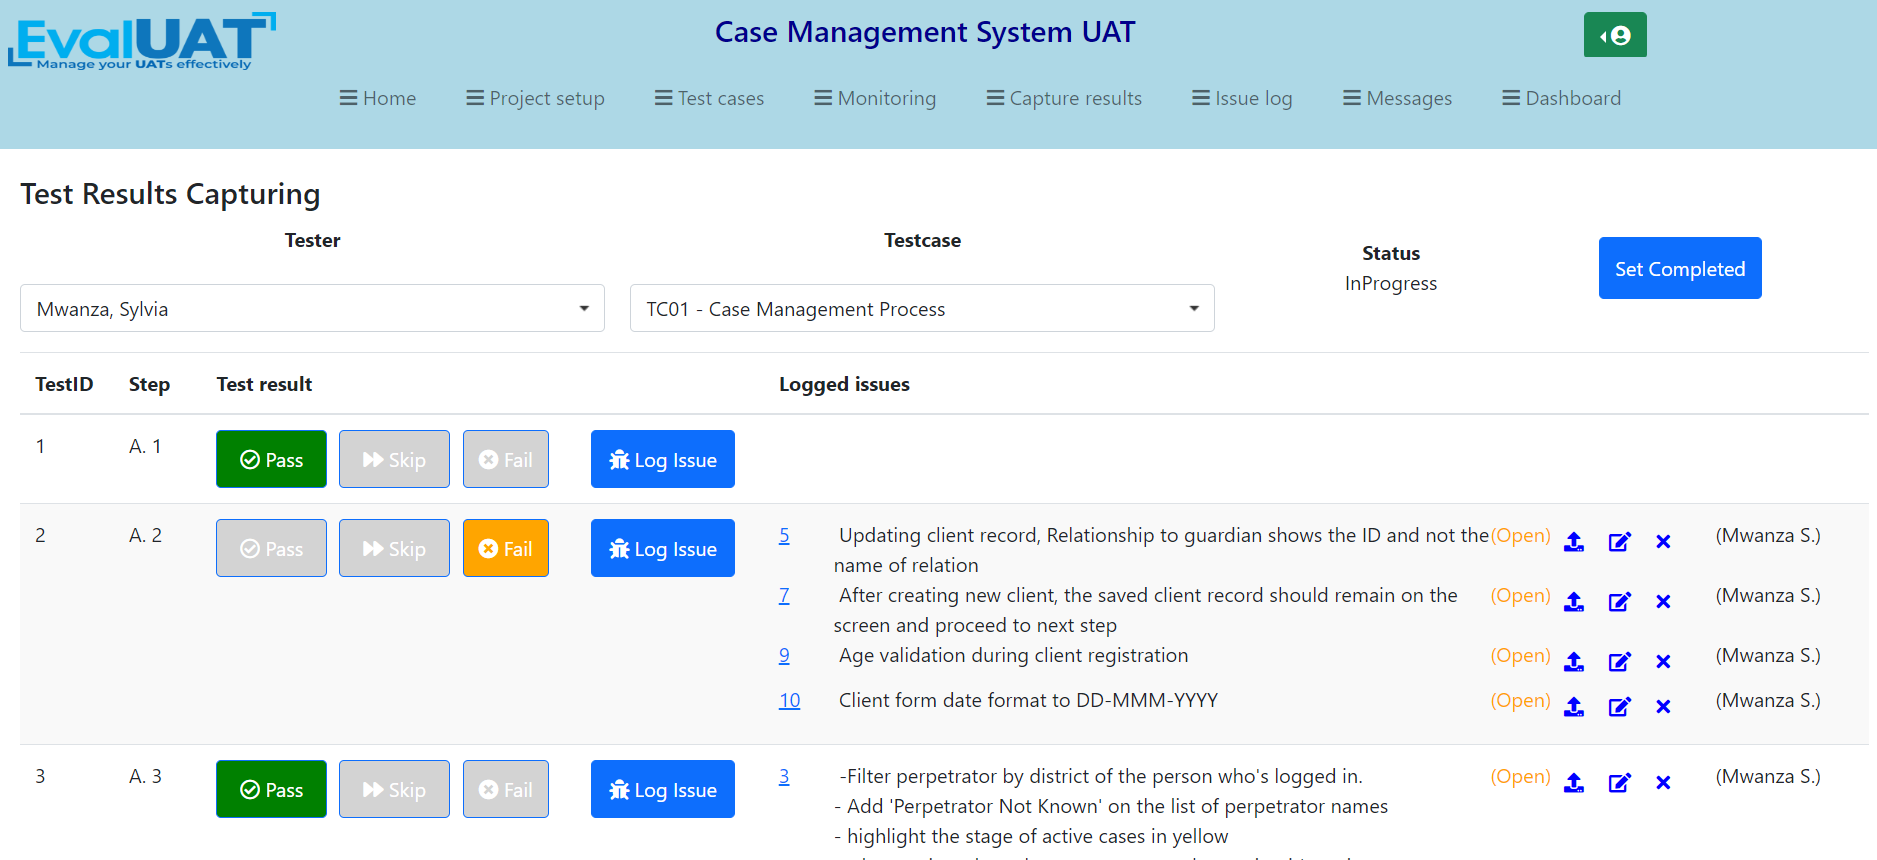 EvalUAT
Manage your UATs effectively
Case Management System UAT
Home Project setup Test cases Monitoring Capture results Issue log Messages Dashboard
Test Results Capturing
Tester Testcase Status Set Completed
InProgress
Mwanza, Sylvia TC01 - Case Management Process
TestID Step Test result Logged issues
1 A. 1 Pass Skip Fail Log Issue
2 A. 2 Pass Skip Fail Log Issue 5 Updating client record, Relationship to guardian shows the ID and not the (Open) (Mwanza S.)
name of relation
7 After creating new client, the saved client record should remain on the (Open) (Mwanza S.)
screen and proceed to next step
9 Age validation during client registration (Open) (Mwanza S.)
10 Client form date format to DD-MMM-YYYY (Open) (Mwanza S.)
3 A. 3 Pass Skip Fail Log Issue 3 -Filter perpetrator by district of the person who's logged in. (Open) (Mwanza S.)
- Add 'Perpetrator Not Known' on the list of perpetrator names
- highlight the stage of active cases in yellow